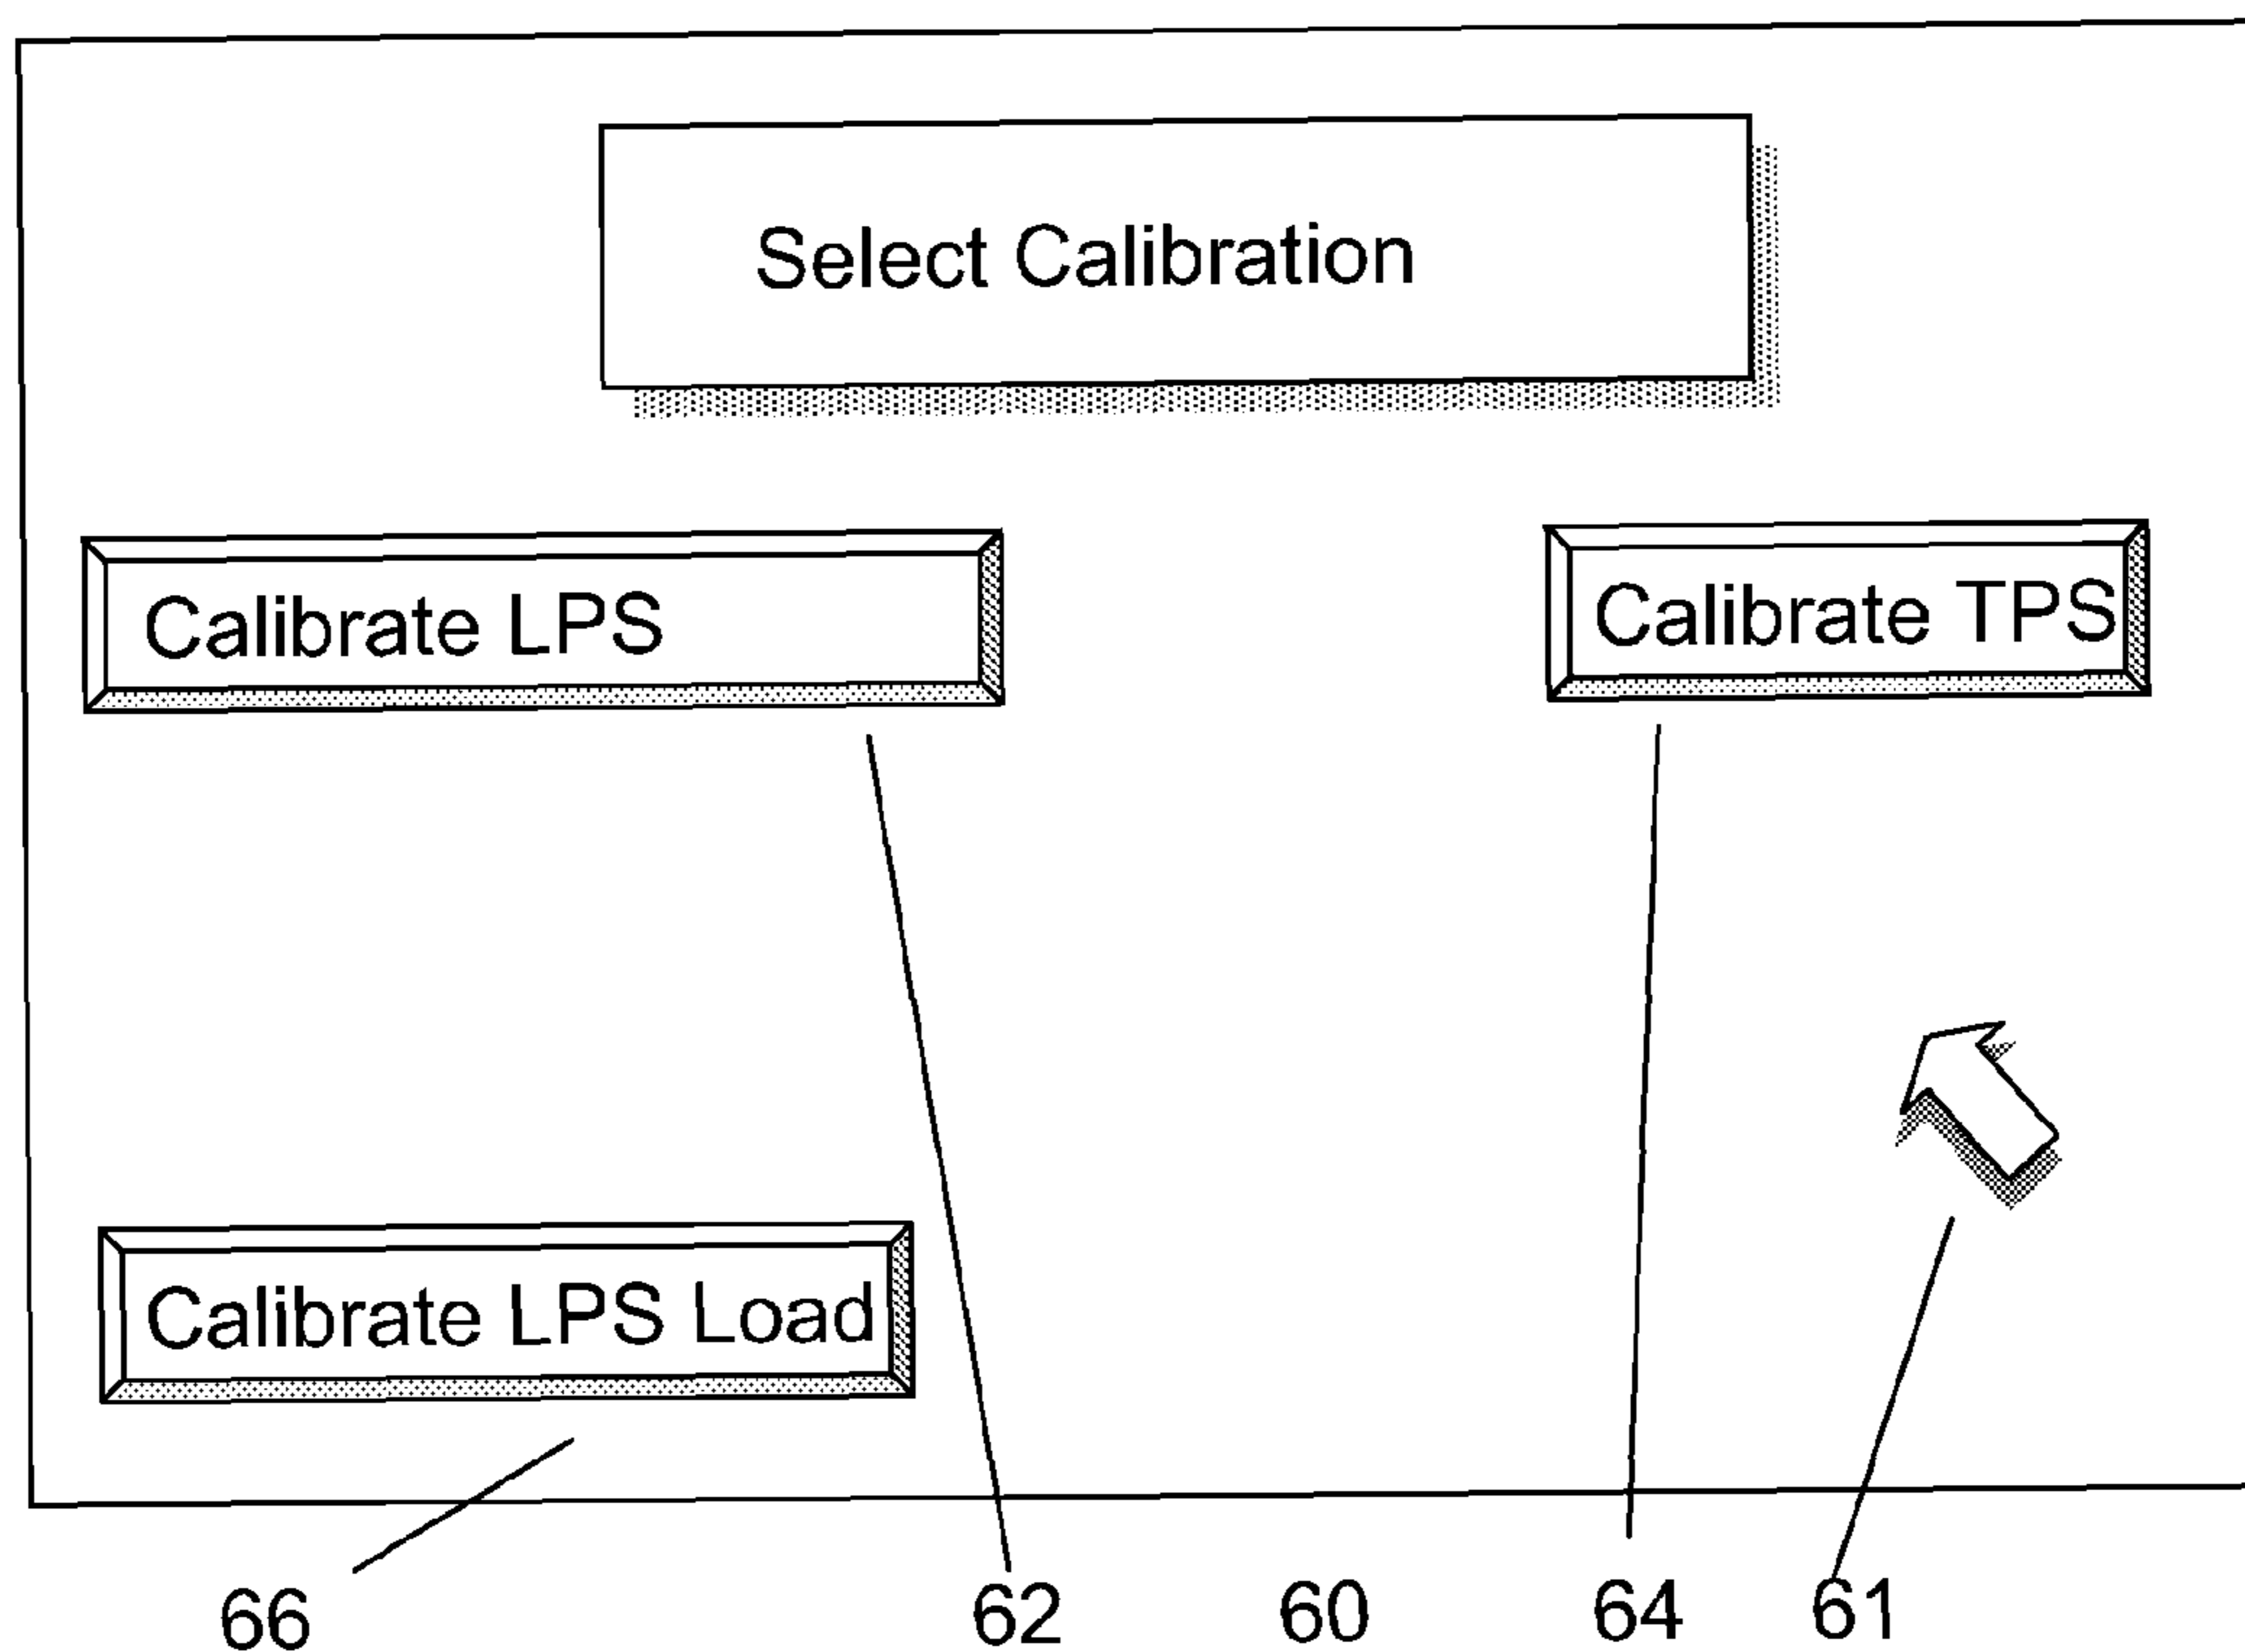 Select Calibration
Calibrate LPS
Calibrate TPS
Calibrate LPS Load
66
62
60
64
61